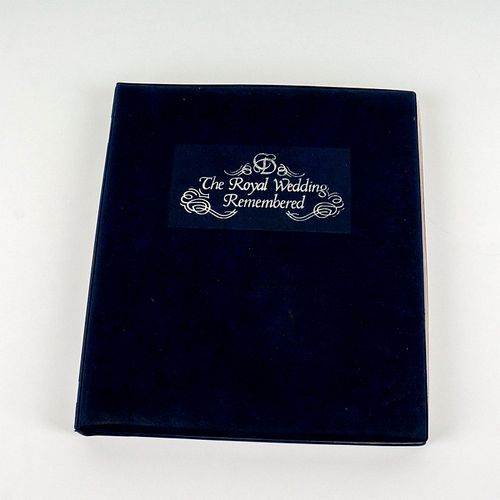 The Royal Wedding
Remembered